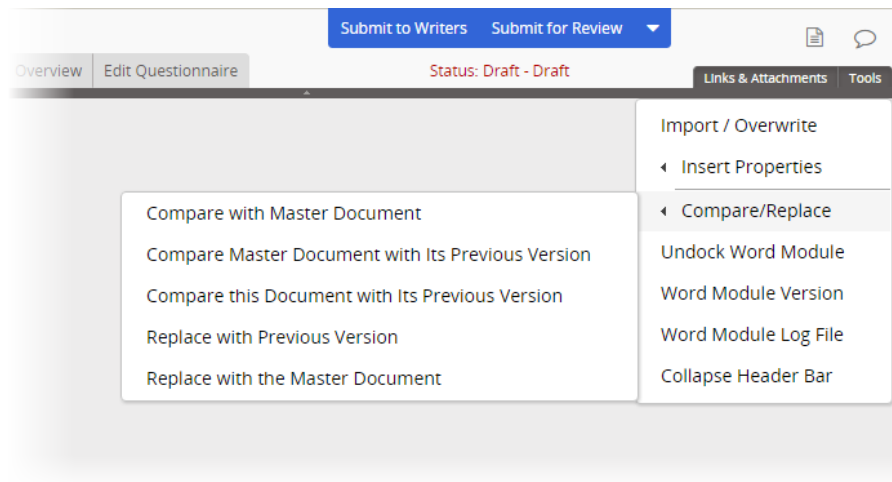 Submit to Writers Submit for Review
Overview Edit Questionnaire Status: Draft - Draft
Links & Attachments Tools
Import / Overwrite
Insert Properties
Compare/Replace
Undock Word Module
Word Module Version
Word Module Log File
Collapse Header Bar
Compare with Master Document
Compare Master Document with Its Previous Version
Compare this Document with Its Previous Version
Replace with Previous Version
Replace with the Master Document